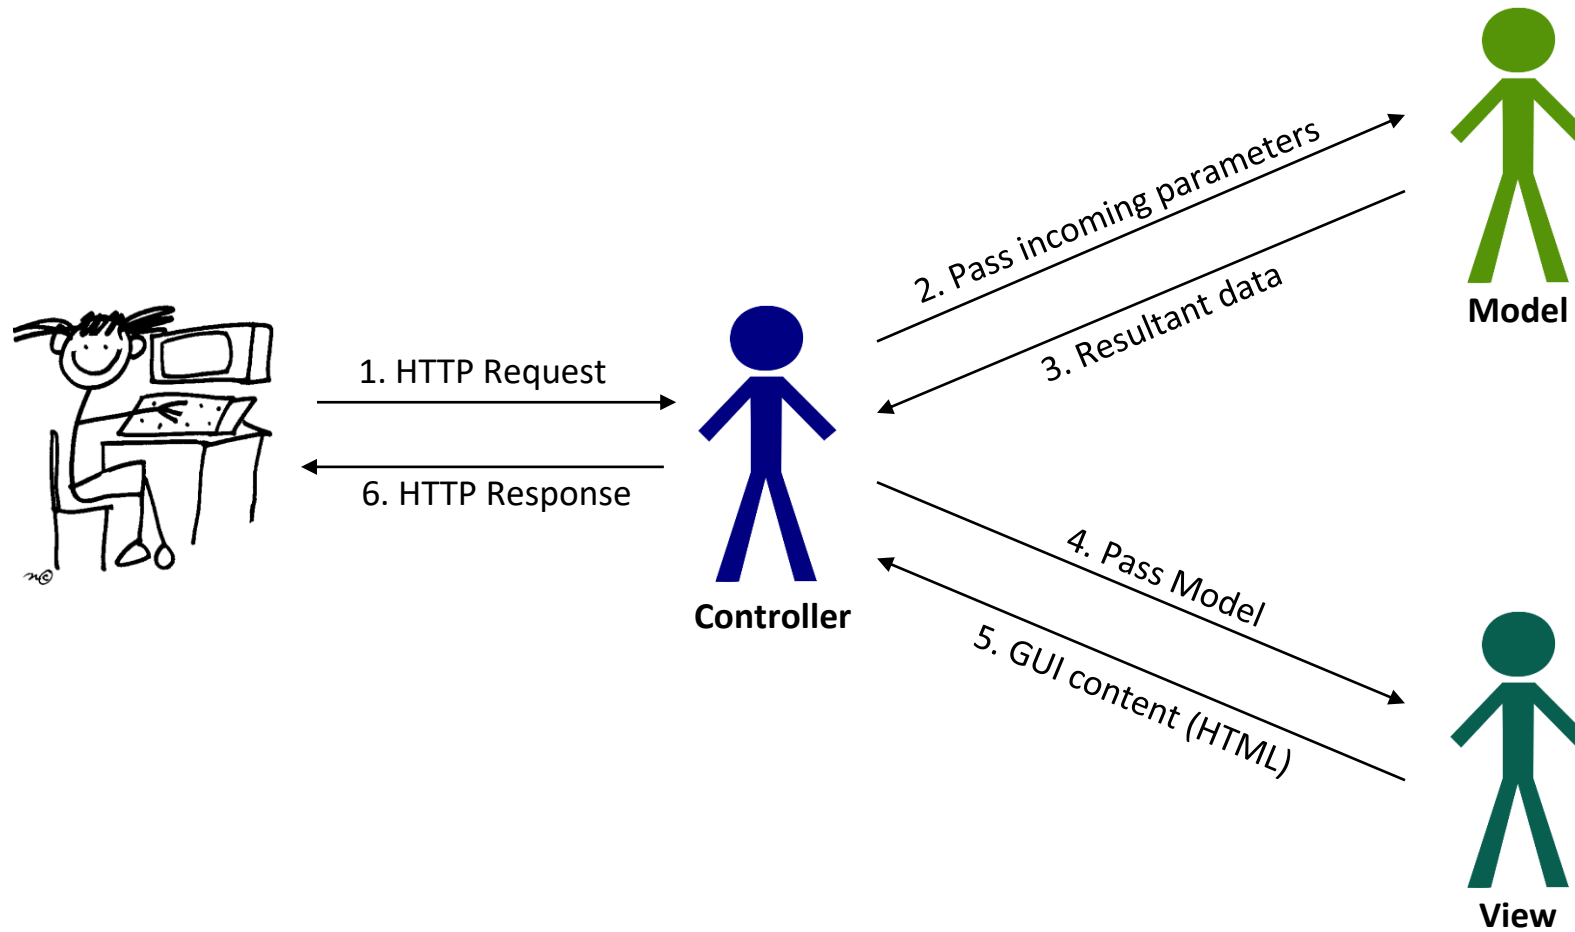 1. HTTP Request
6. HTTP Response
Controller
2. Pass incoming parameters
3. Resultant data
Model
4. Pass Model
5. GUI content (HTML)
View